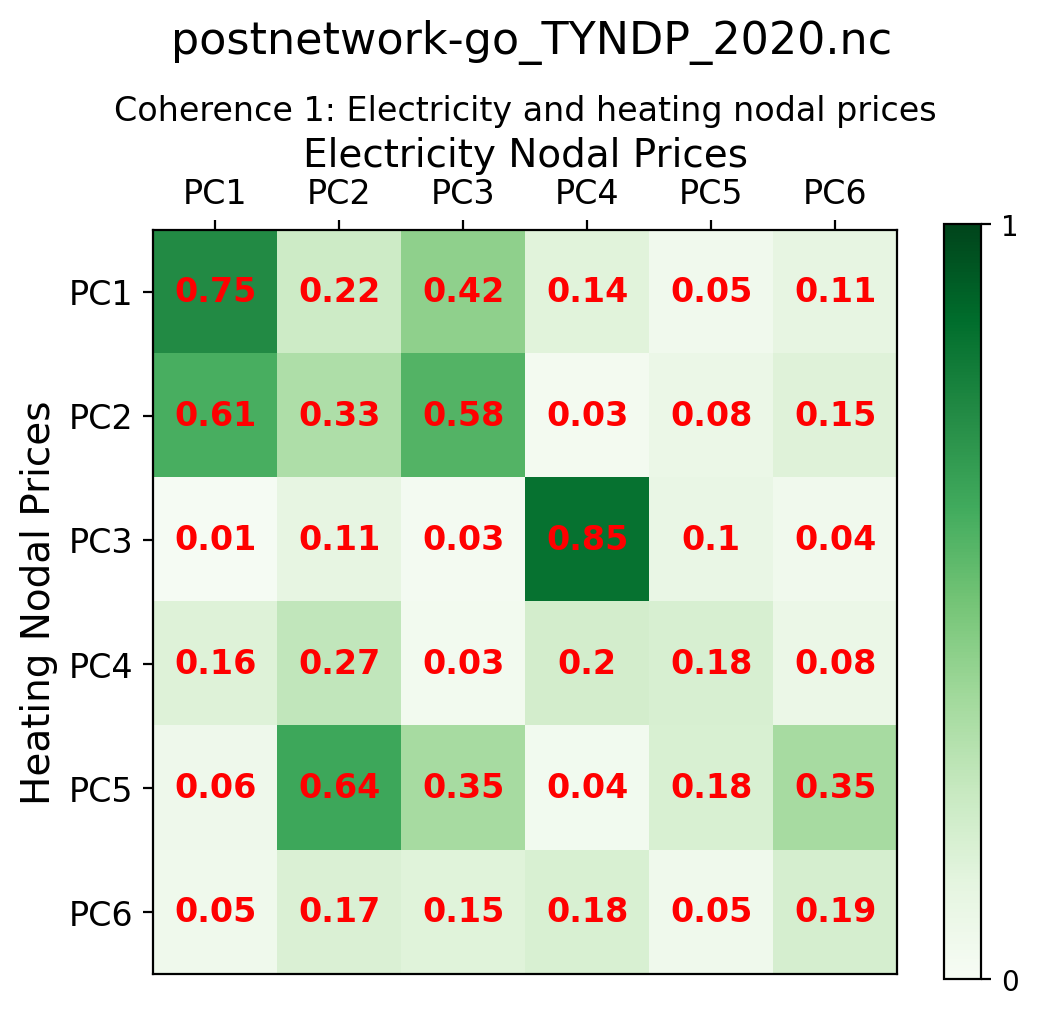 postnetwork-go_TYNDP_2020.nc
Coherence 1: Electricity and heating nodal prices
Electricity Nodal Prices
PC1 PC2 PC3 PC4 PC5 PC6
Heating Nodal Prices
PC1 0.75 0.22 0.42 0.14 0.05 0.11
PC2 0.61 0.33 0.58 0.03 0.08 0.15
PC3 0.01 0.11 0.03 0.85 0.1 0.04
PC4 0.16 0.27 0.03 0.2 0.18 0.08
PC5 0.06 0.64 0.35 0.04 0.18 0.35
PC6 0.05 0.17 0.15 0.18 0.05 0.19
1
0